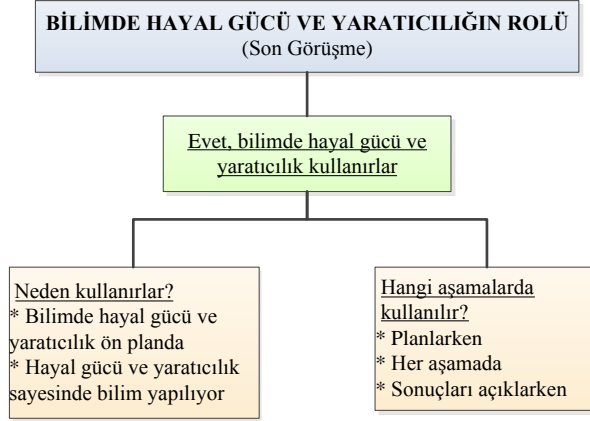 BİLİMDE HAYAL GÜCÜ VE YARATICILIĞIN ROLÜ
(Son Görüşme)
Evet, bilimde hayal gücü ve
yaratıcılık kullanırlar
Neden kullanırlar?
* Bilimde hayal gücü ve
yaratıcılık ön planda
* Hayal gücü ve yaratıcılık
sayesinde bilim yapılıyor
Hangi aşamalarda
kullanılır?
* Planlarken
* Her aşamada
* Sonuçları açıklarken